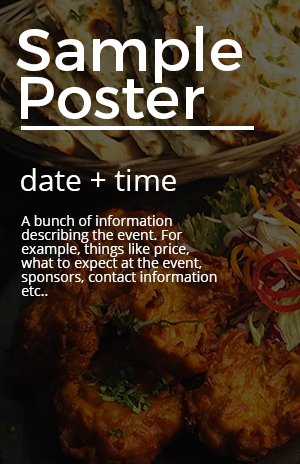 Sample
Poster
date + time
A bunch of information
describing the event. For
example, things like price,
what to expect at the event,
sponsors, contact information
etc..